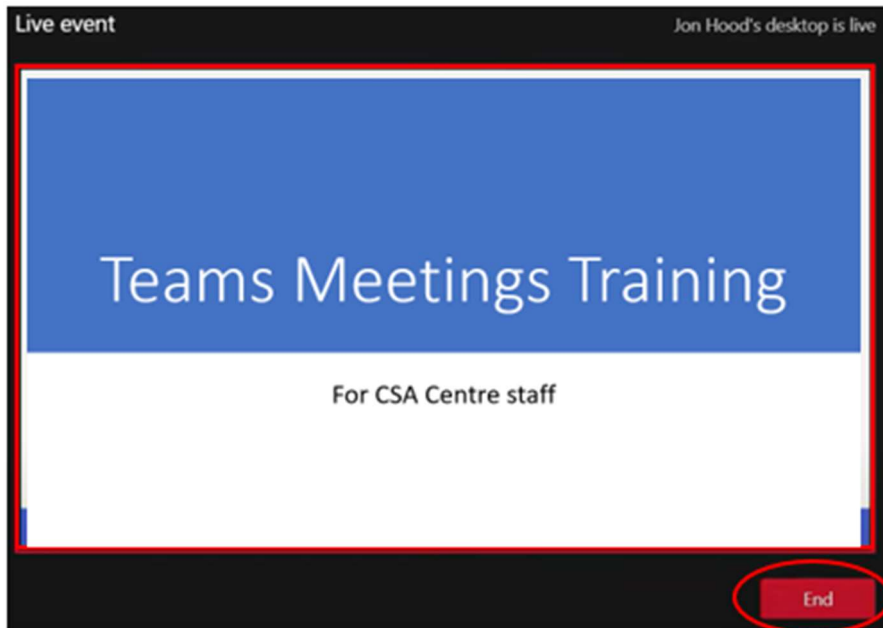 Live event
Jon Hood's desktop is live
Teams Meetings Training
For CSA Centre staff
End